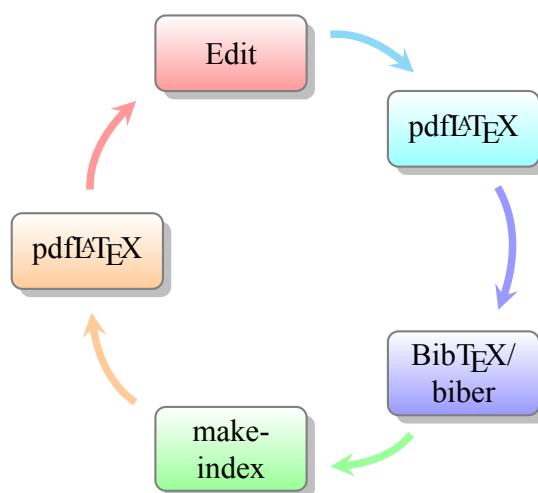 Edit
pdfLATEX
BibTEX/
biber
make-
index
pdfLATEX